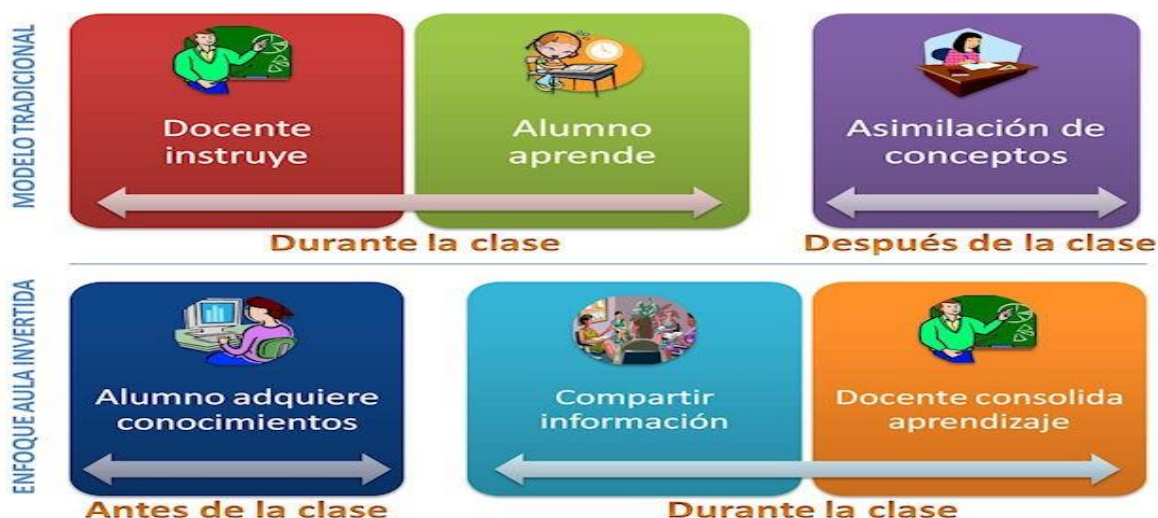 MODELO TRADICIONAL
Docente
instruye
Alumno
aprende
Asimilación de
conceptos
Durante la clase
Después de la clase
ENFOQUE AULA INVERTIDA
Alumno adquiere
conocimientos
Compartir
información
Docente consolida
aprendizaje
Antes de la clase
Durante la clase